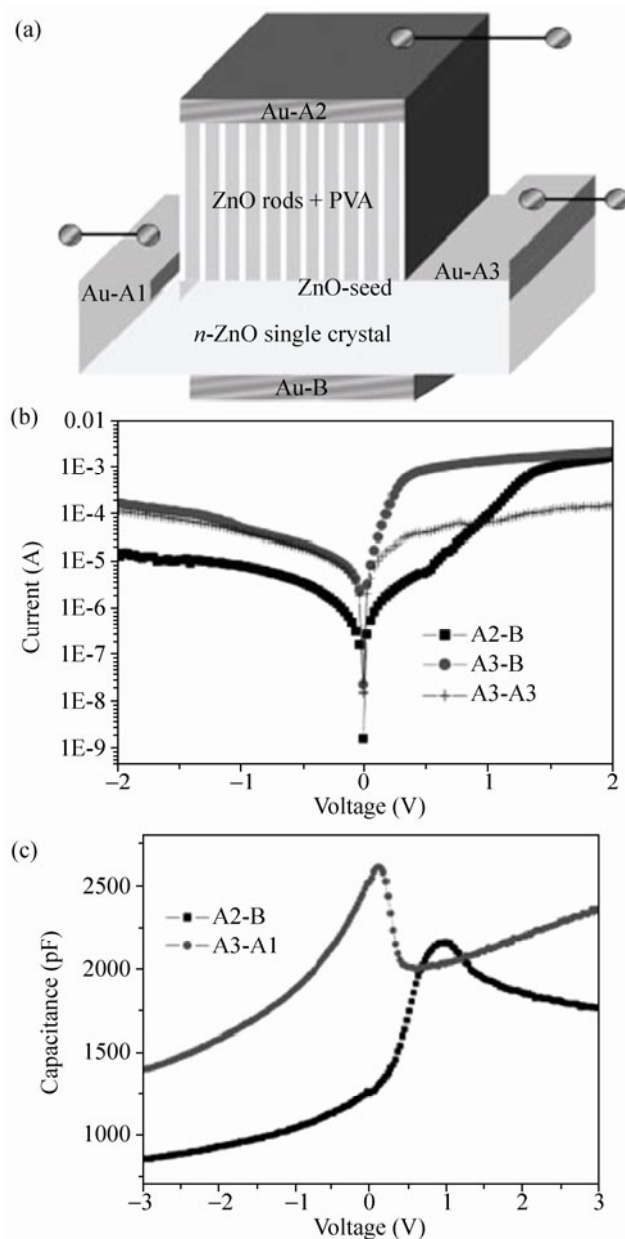 (a)
Au-A2
ZnO rods + PVA
Au-A1
Au-A3
ZnO-seed
n-ZnO single crystal
Au-B
(b)
0.01
1E-3
1E-4
1E-5
1E-6
1E-7
1E-8
1E-9
Current (A)
A2-B
A3-B
A3-A3
−2 −1 0 1 2
Voltage (V)
(c)
2500
2000
1500
1000
Capacitance (pF)
A2-B
A3-A1
−3 −2 −1 0 1 2 3
Voltage (V)